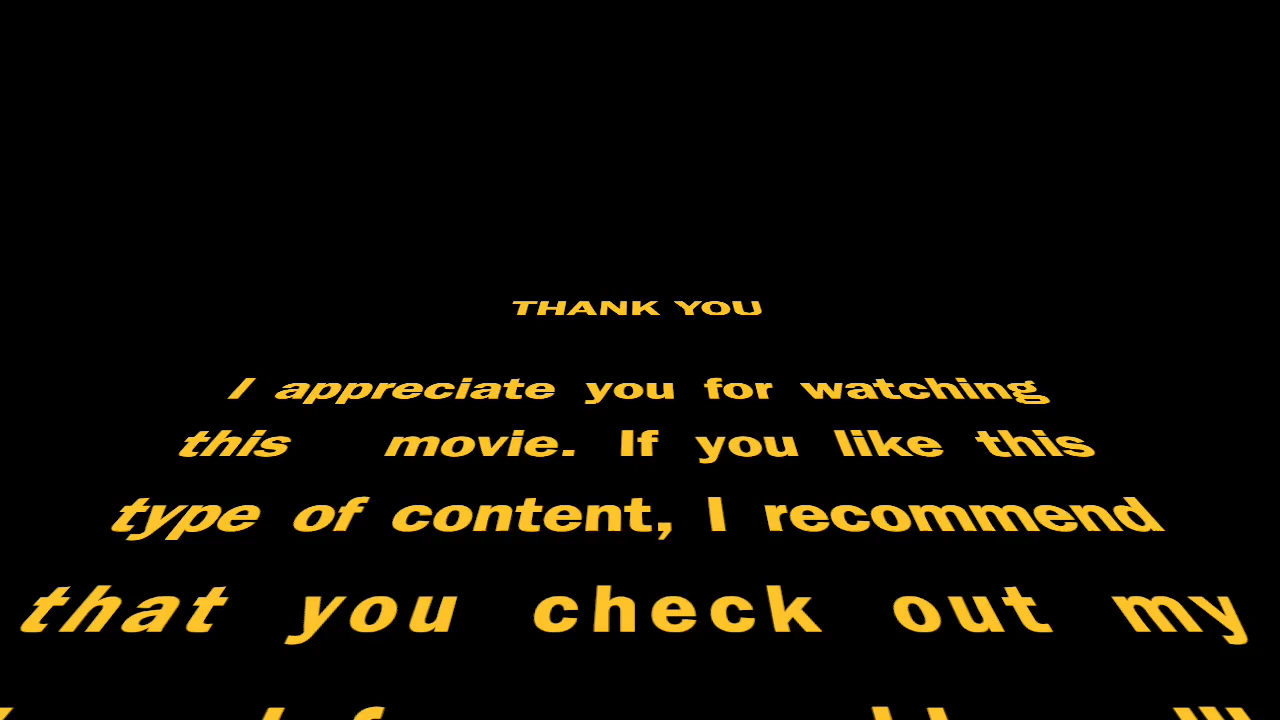 THANK YOU
I appreciate you for watching
this movie. If you like this
type of content, I recommend
that you check out my